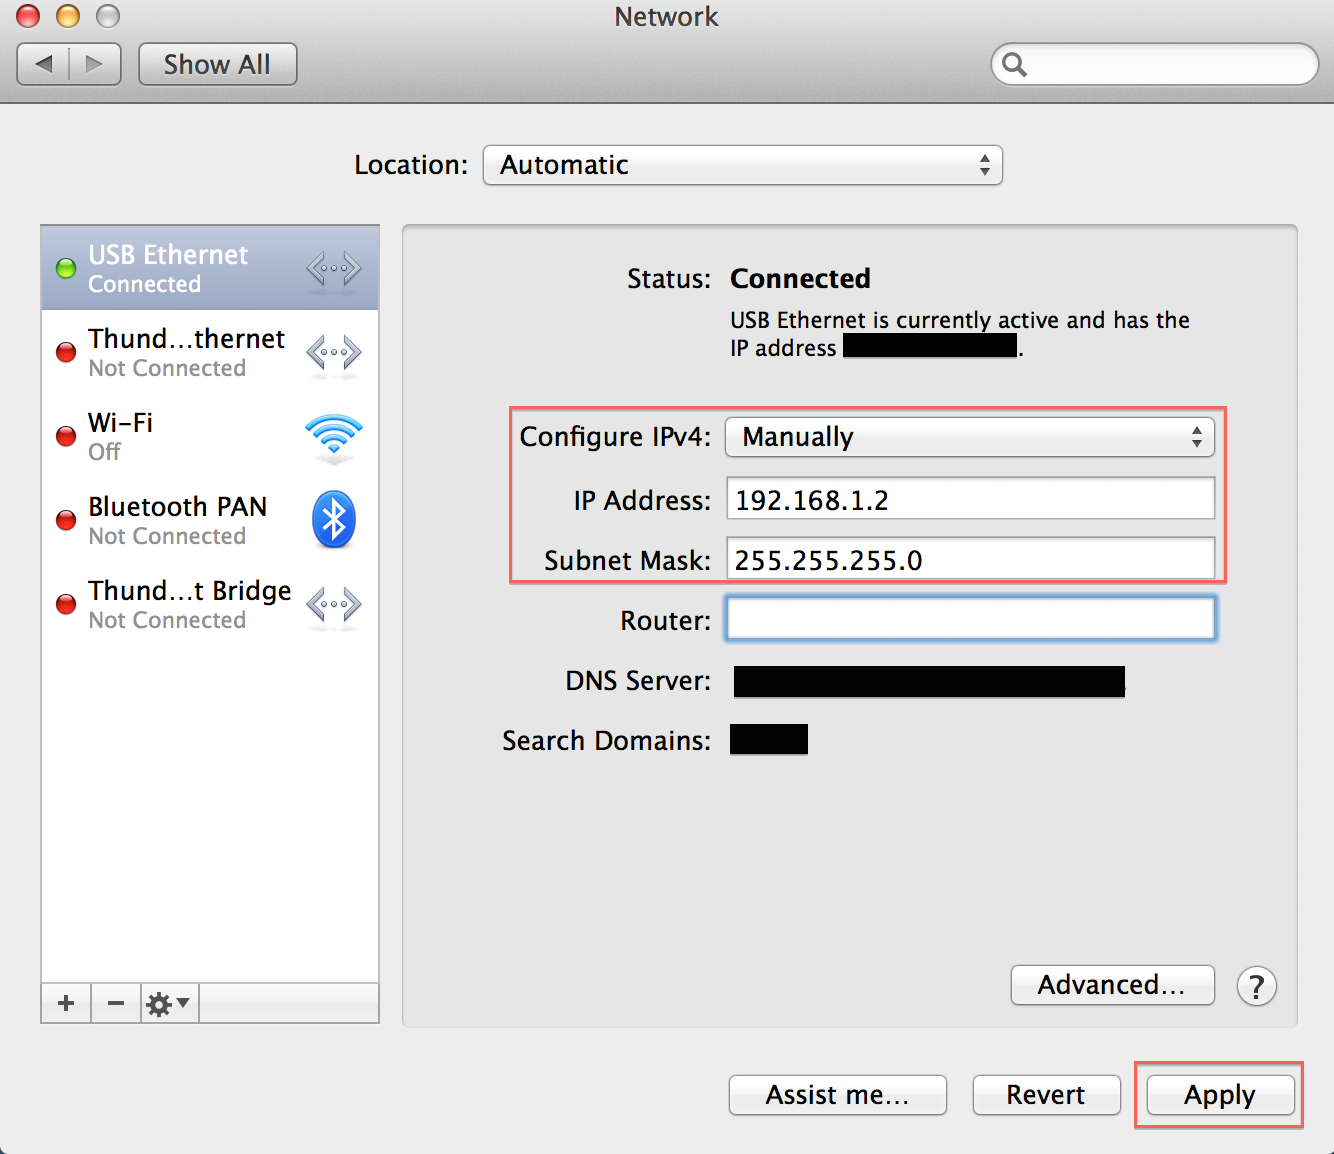 Network
Show All
Location: Automatic
USB Ethernet
Connected
Thund...thernet
Not Connected
Wi-Fi
Off
Bluetooth PAN
Not Connected
Thund...t Bridge
Not Connected
Status: Connected
USB Ethernet is currently active and has the
IP address .
Configure IPv4: Manually
IP Address: 192.168.1.2
Subnet Mask: 255.255.255.0
Router:
DNS Server:
Search Domains:
Advanced... ?
Assist me... Revert Apply